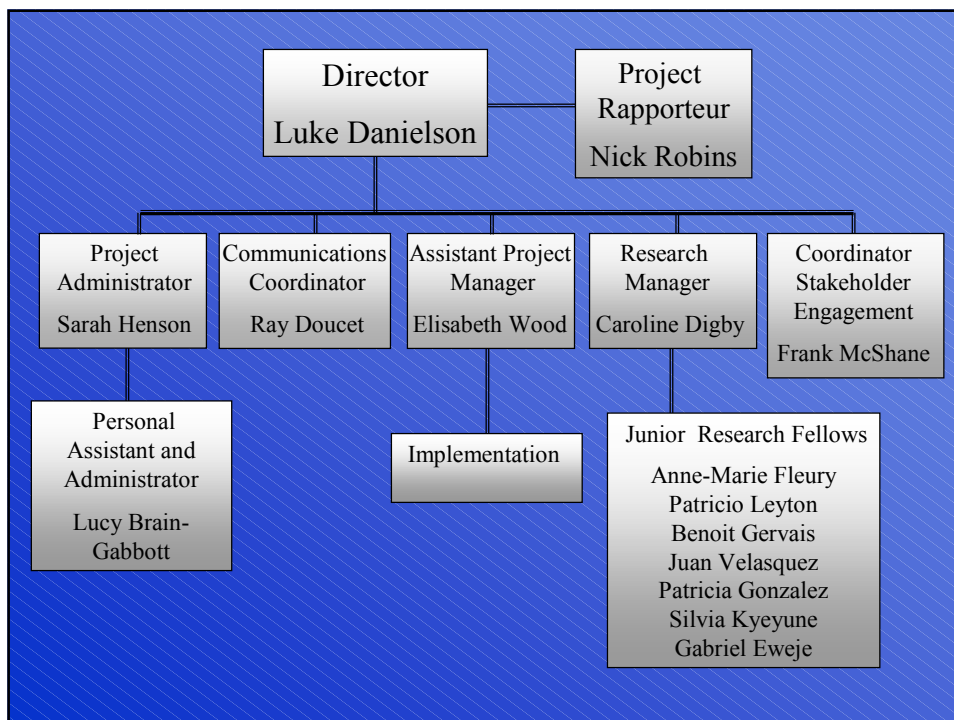 Director
Luke Danielson
Project
Rapporteur
Nick Robins
Project
Administrator
Sarah Henson
Communications
Coordinator
Ray Doucet
Assistant Project
Manager
Elisabeth Wood
Research
Manager
Caroline Digby
Coordinator
Stakeholder
Engagement
Frank McShane
Personal
Assistant and
Administrator
Lucy Brain-
Gabbott
Implementation
Junior Research Fellows
Anne-Marie Fleury
Patricio Leyton
Benoit Gervais
Juan Velasquez
Patricia Gonzalez
Silvia Kyeyune
Gabriel Eweje